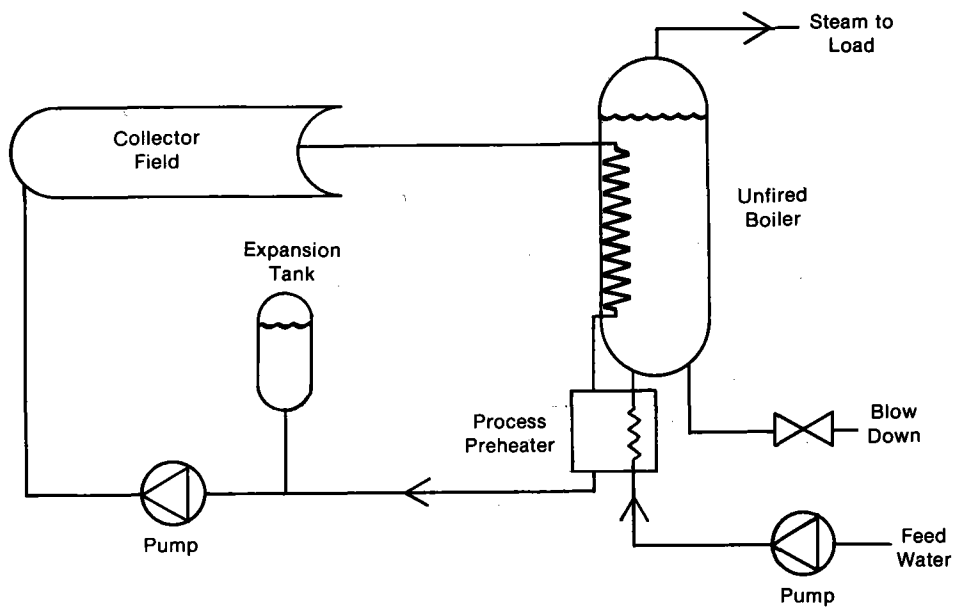 Steam to
Load
Collector
Field
Unfired
Boiler
Expansion
Tank
Process
Preheater
Blow
Down
Pump
Feed
Water
Pump